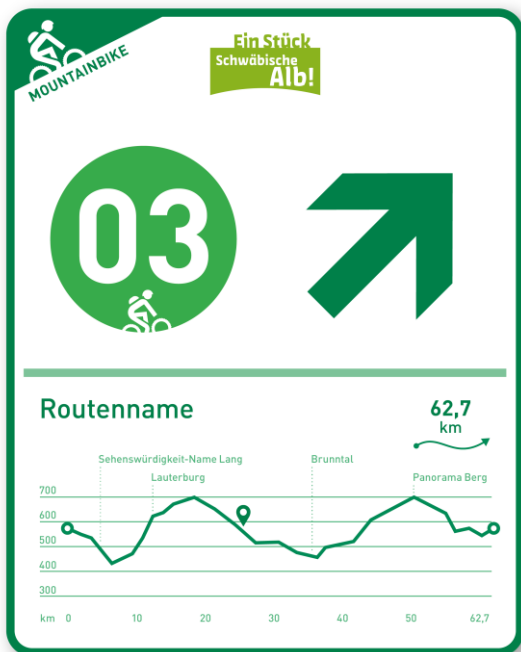 MOUNTAINBIKE
Ein Stück
Schwäbische
Alb!
03
Routenname
62,7
km
Sehenswürdigkeit-Name Lang
Brunntal
Lauterburg
Panorama Berg
700
600
500
400
300
km 0 10 20 30 40 50 62,7